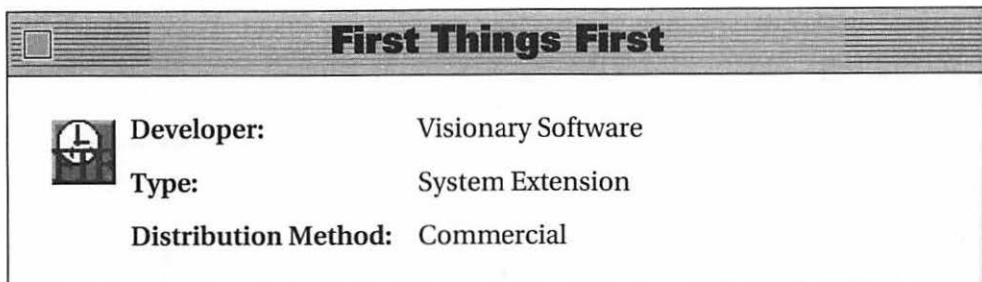 First Things First
Developer: Visionary Software
Type: System Extension
Distribution Method: Commercial